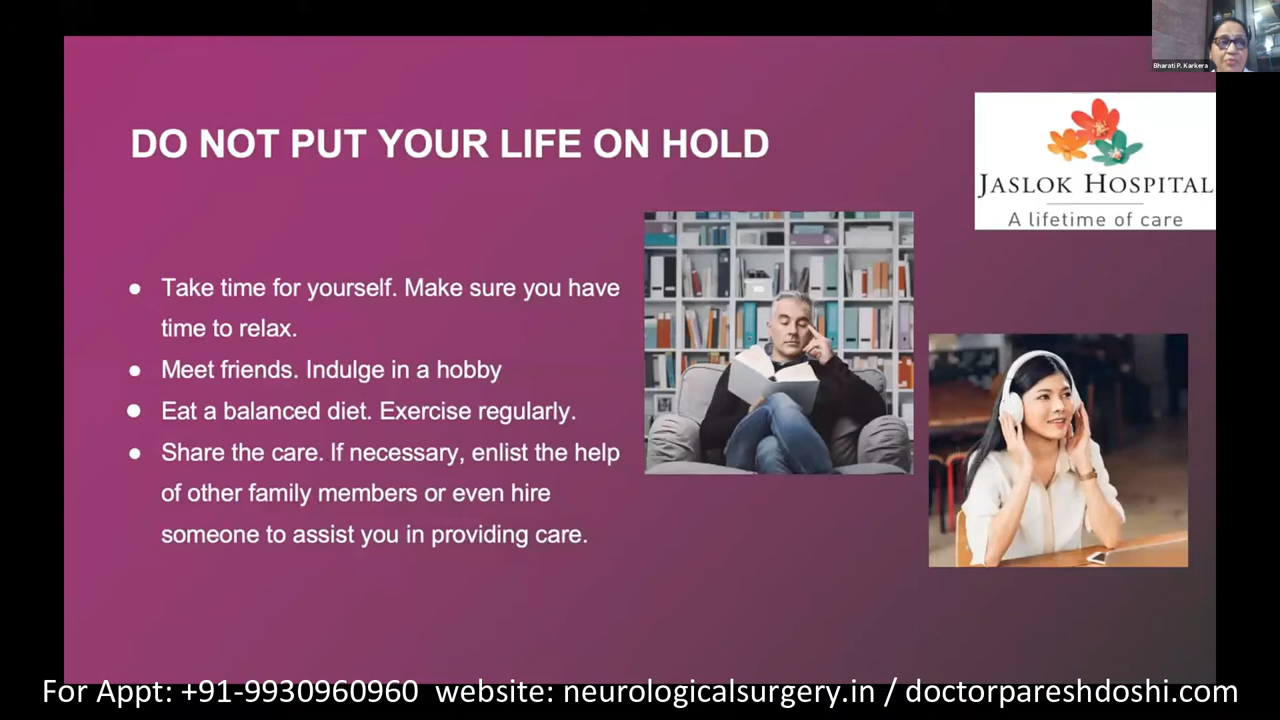 Bharati P. Karkera
DO NOT PUT YOUR LIFE ON HOLD
JASLOK HOSPITAL
A lifetime of care
● Take time for yourself. Make sure you have
time to relax.
● Meet friends. Indulge in a hobby
● Eat a balanced diet. Exercise regularly.
● Share the care. If necessary, enlist the help
of other family members or even hire
someone to assist you in providing care.
For Appt: +91-9930960960 website: neurologicalsurgery.in / doctorpareshdoshi.com